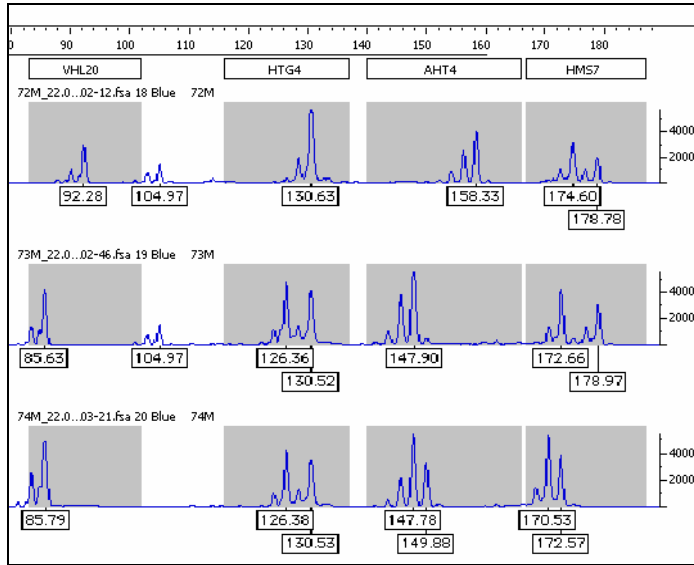 0 90 100 110 120 130 140 150 160 170 180
VHL20 HTG4 AHT4 HMS7
72M_22.0...02-12.fsa 18 Blue 72M
4000
2000
92.28 104.97 130.63 158.33 174.60
178.78
73M_22.0...02-46.fsa 19 Blue 73M
4000
2000
85.63 104.97 126.36 147.90 172.66
130.52 178.97
74M_22.0...03-21.fsa 20 Blue 74M
4000
2000
85.79 126.38 147.78 170.53
130.53 149.88 172.57